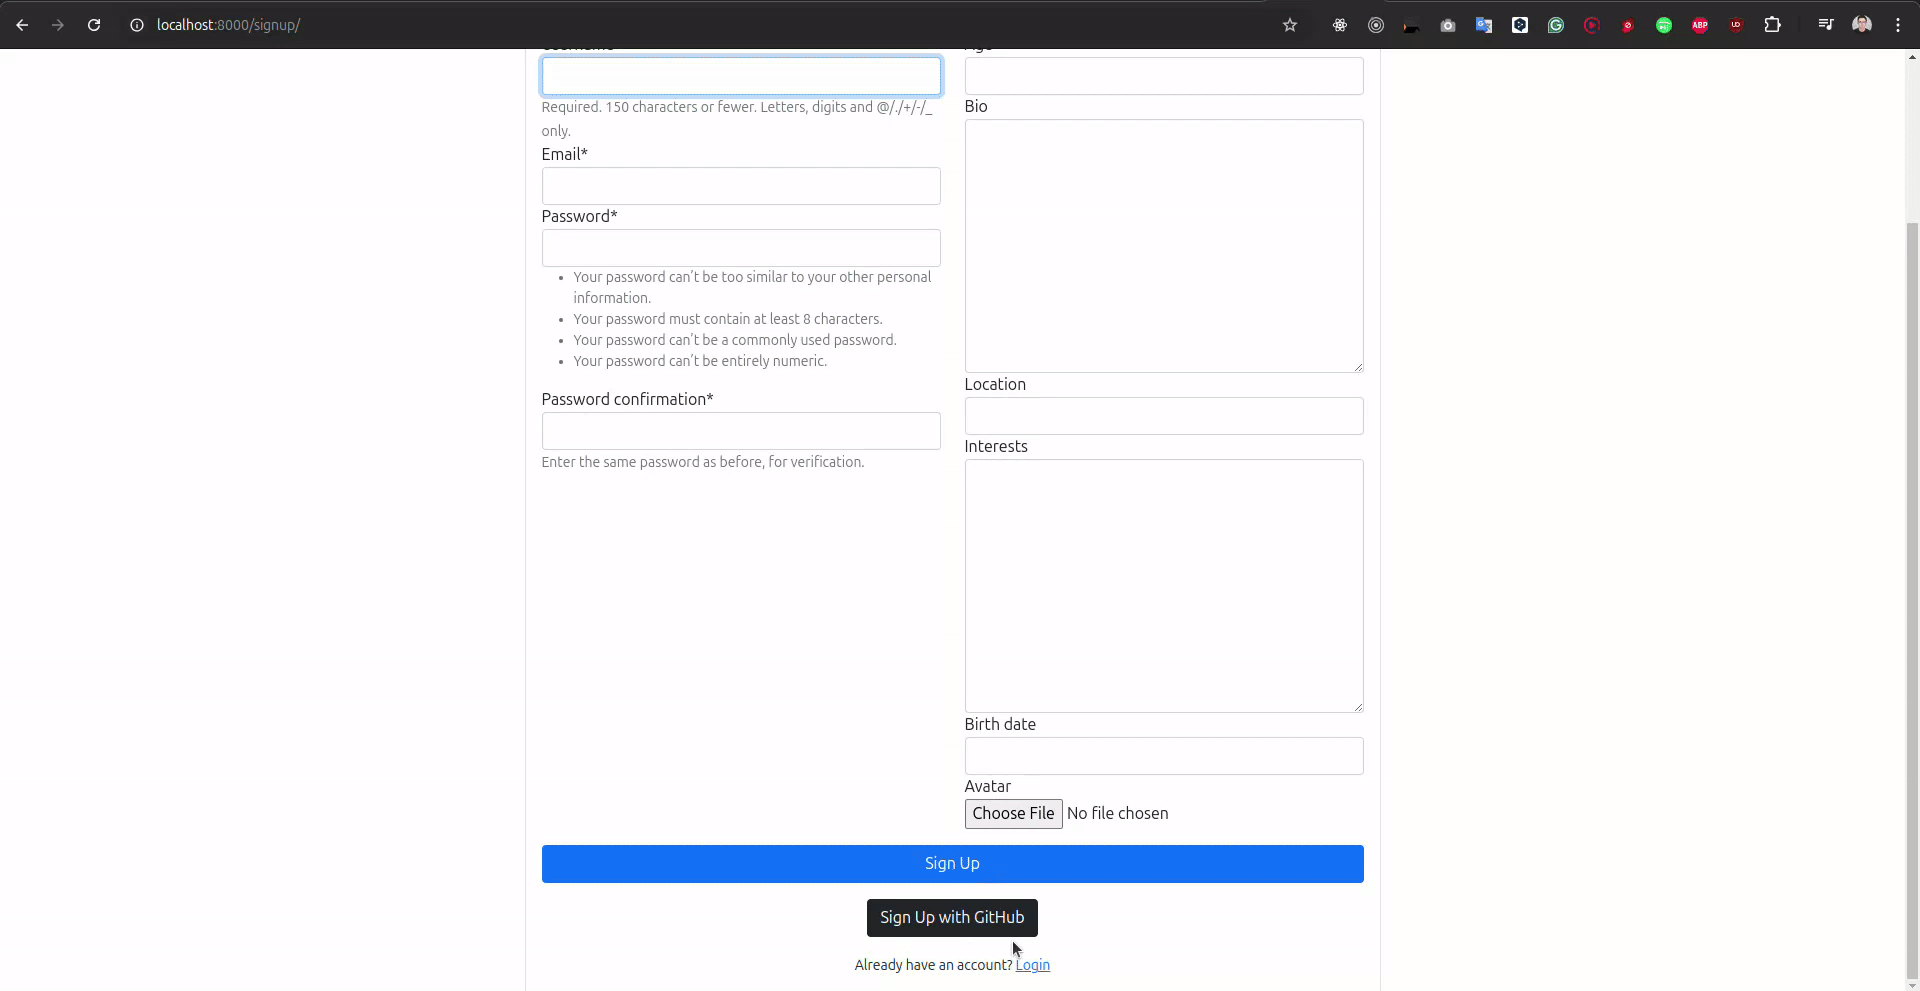 localhost:8000/signup/
Username
Required. 150 characters or fewer. Letters, digits and @/./+/-/_
only.
Email*
Password*
Your password can’t be too similar to your other personal
information.
Your password must contain at least 8 characters.
Your password can’t be a commonly used password.
Your password can’t be entirely numeric.
Password confirmation*
Enter the same password as before, for verification.
Age
Bio
Location
Interests
Birth date
Avatar
Choose File No file chosen
Sign Up
Sign Up with GitHub
Already have an account? Login
ABP